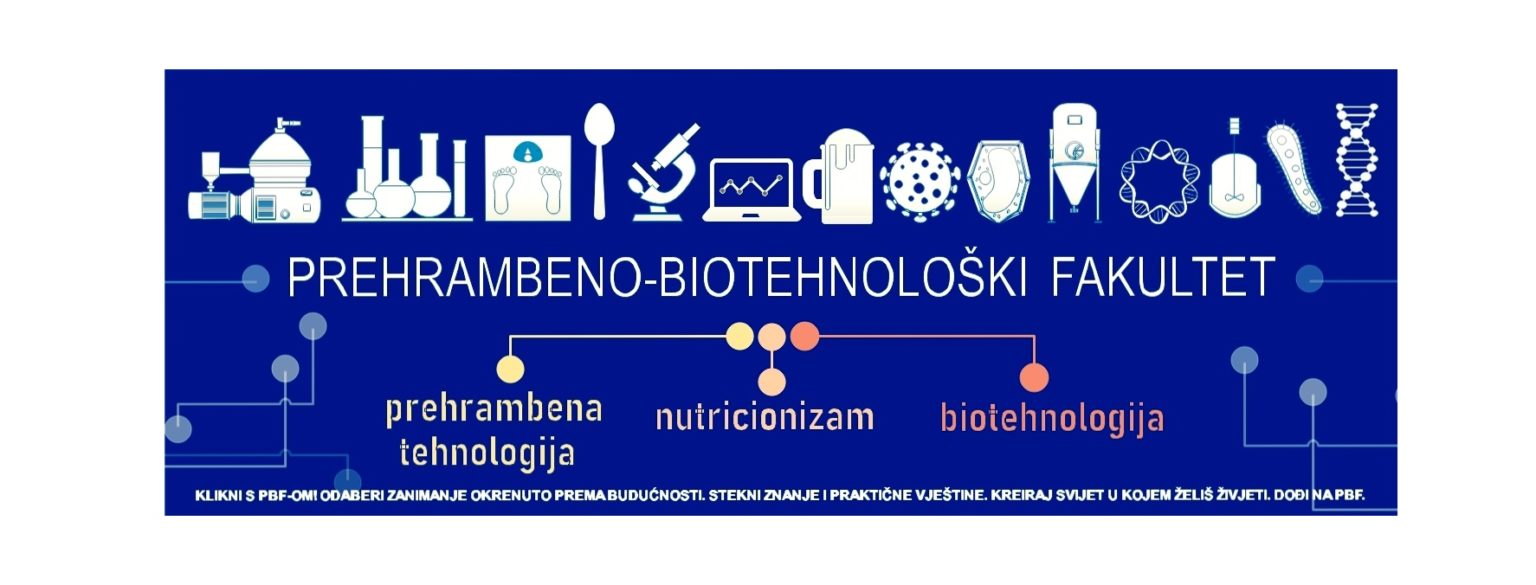 PREHRAMBENO-BIOTEHNOLOŠKI FAKULTET
prehrambena
tehnologija
nutricionizam
biotehnologija
KLIKNI S PBF-OM! ODABERI ZANIMANJE OKRENUTO PREMA BUDUĆNOSTI. STEKNI ZNANJE I PRAKTIČNE VJEŠTINE. KREIRAJ SVIJET U KOJEM ŽELIŠ ŽIVJETI. DOĐI NA PBF.